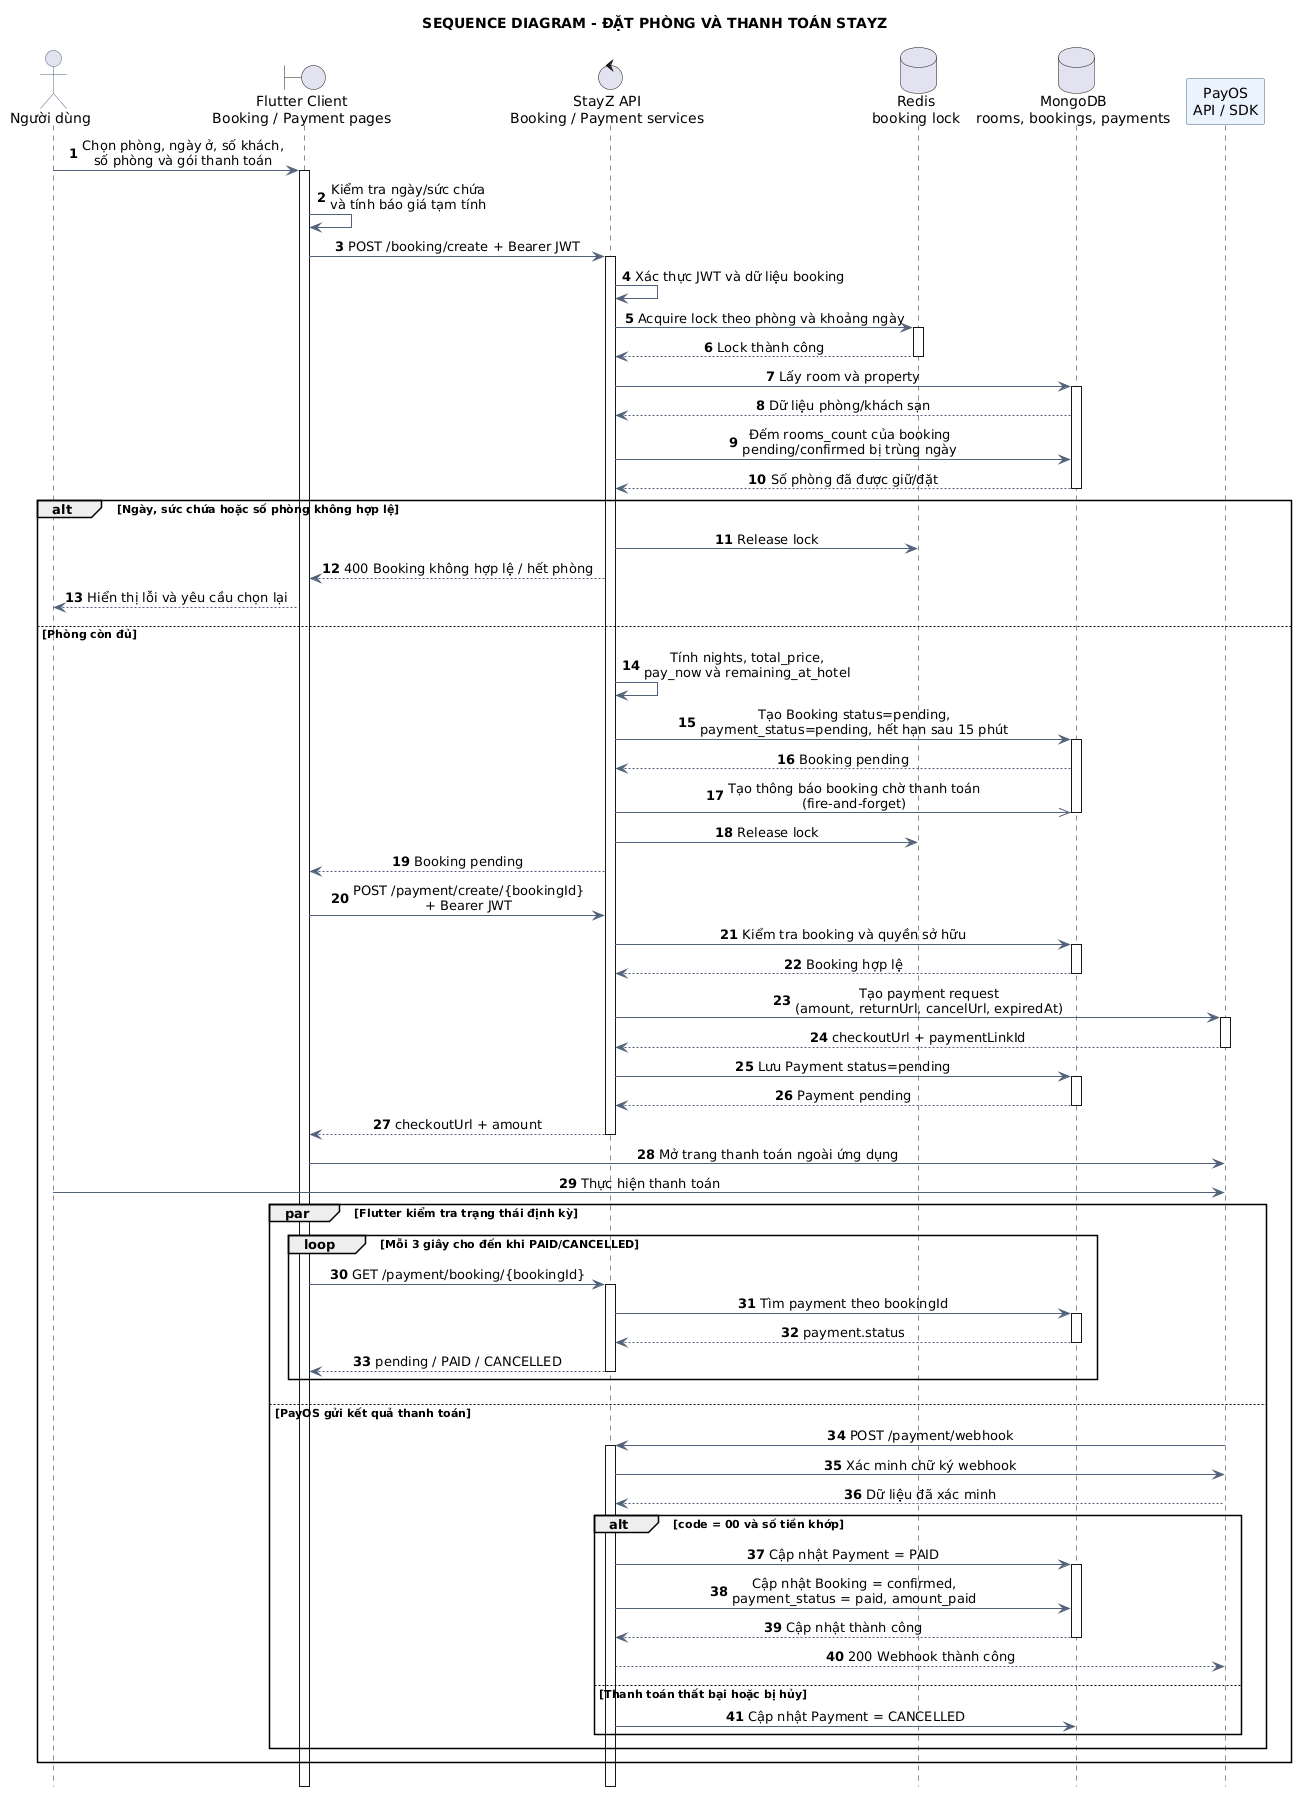 SEQUENCE DIAGRAM - ĐẶT PHÒNG VÀ THANH TOÁN STAYZ
Người dùng
Flutter Client
Booking / Payment pages
StayZ API
Booking / Payment services
Redis
booking lock
MongoDB
rooms, bookings, payments
PayOS
API / SDK
1 Chọn phòng, ngày ở, số khách,
số phòng và gói thanh toán
2 Kiểm tra ngày/sức chứa
và tính báo giá tạm tính
3 POST /booking/create + Bearer JWT
4 Xác thực JWT và dữ liệu booking
5 Acquire lock theo phòng và khoảng ngày
6 Lock thành công
7 Lấy room và property
8 Dữ liệu phòng/khách sạn
9 Đếm rooms_count của booking
pending/confirmed bị trùng ngày
10 Số phòng đã được giữ/đặt
alt [Ngày, sức chứa hoặc số phòng không hợp lệ]
11 Release lock
12 400 Booking không hợp lệ / hết phòng
13 Hiển thị lỗi và yêu cầu chọn lại
[Phòng còn đủ]
14 Tính nights, total_price,
pay_now và remaining_at_hotel
15 Tạo Booking status=pending,
payment_status=pending, hết hạn sau 15 phút
16 Booking pending
17 Tạo thông báo booking chờ thanh toán
(fire-and-forget)
18 Release lock
19 Booking pending
20 POST /payment/create/{bookingId}
+ Bearer JWT
21 Kiểm tra booking và quyền sở hữu
22 Booking hợp lệ
23 Tạo payment request
(amount, returnUrl, cancelUrl, expiredAt)
24 checkoutUrl + paymentLinkId
25 Lưu Payment status=pending
26 Payment pending
27 checkoutUrl + amount
28 Mở trang thanh toán ngoài ứng dụng
29 Thực hiện thanh toán
par [Flutter kiểm tra trạng thái định kỳ]
loop [Mỗi 3 giây cho đến khi PAID/CANCELLED]
30 GET /payment/booking/{bookingId}
31 Tìm payment theo bookingId
32 payment.status
33 pending / PAID / CANCELLED
[PayOS gửi kết quả thanh toán]
34 POST /payment/webhook
35 Xác minh chữ ký webhook
36 Dữ liệu đã xác minh
alt [code = 00 và số tiền khớp]
37 Cập nhật Payment = PAID
38 Cập nhật Booking = confirmed,
payment_status = paid, amount_paid
39 Cập nhật thành công
40 200 Webhook thành công
[Thanh toán thất bại hoặc bị hủy]
41 Cập nhật Payment = CANCELLED